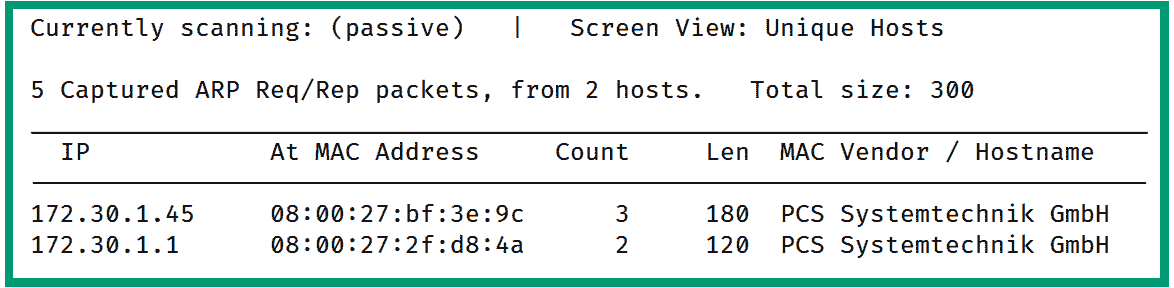 Currently scanning: (passive)   |   Screen View: Unique Hosts
5 Captured ARP Req/Rep packets, from 2 hosts.   Total size: 300
IP            At MAC Address     Count      Len  MAC Vendor / Hostname
172.30.1.45     08:00:27:bf:3e:9c      3     180  PCS Systemtechnik GmbH
172.30.1.1      08:00:27:2f:d8:4a      2     120  PCS Systemtechnik GmbH